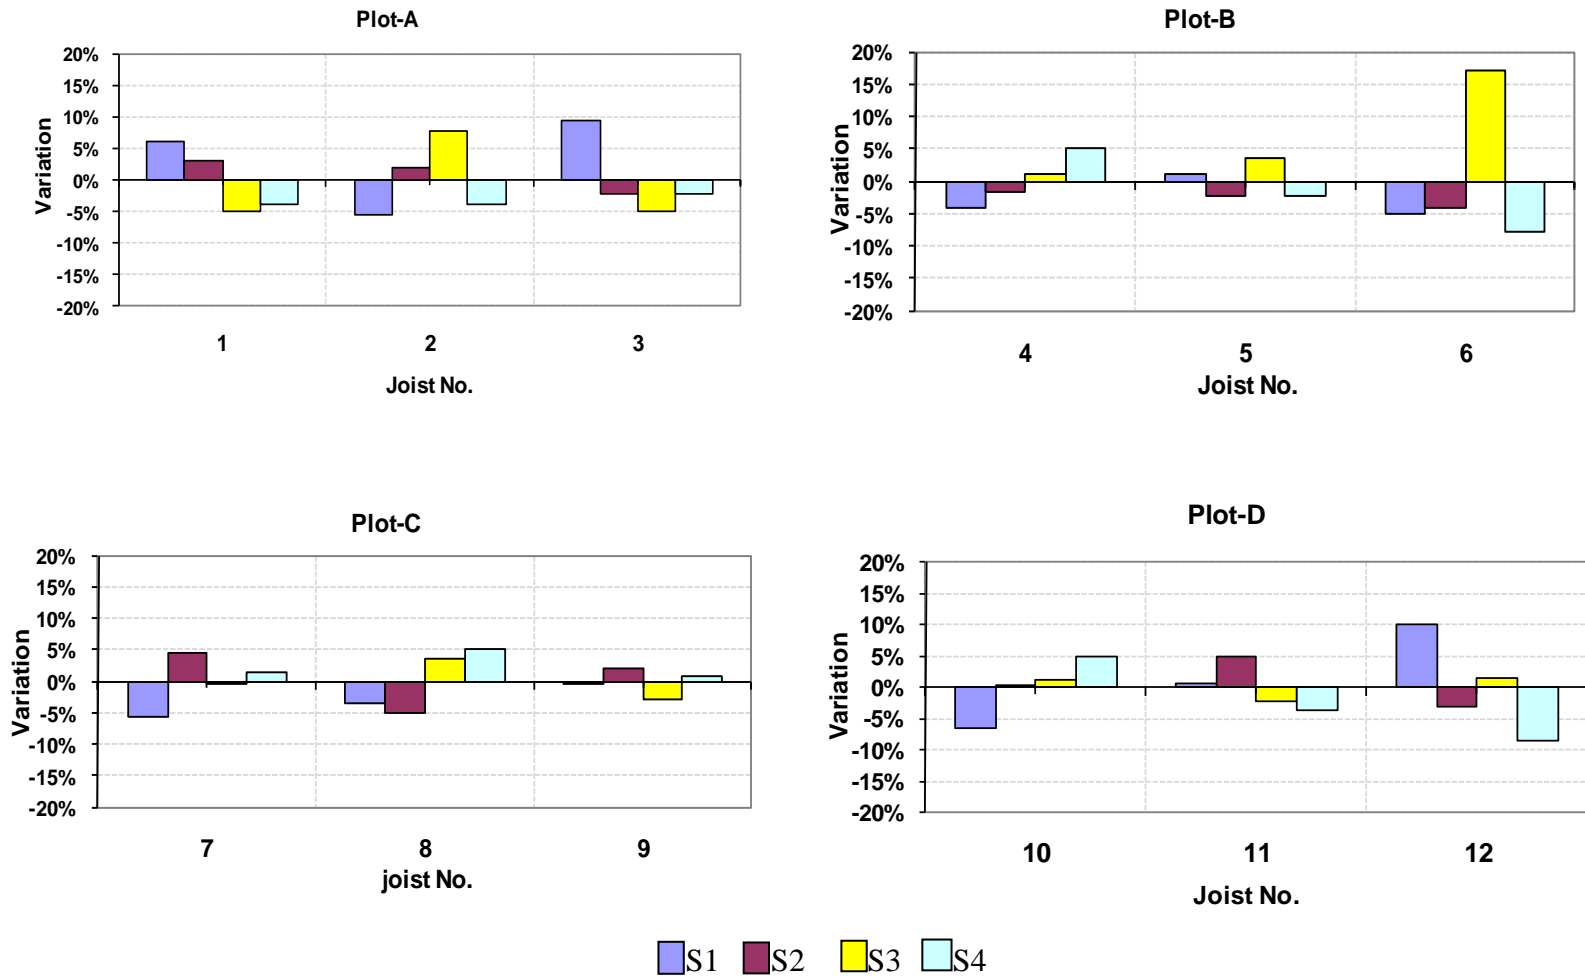 Plot-A
20%
15%
10%
5%
0%
-5%
-10%
-15%
-20%
Variation
1 2 3
Joist No.
Plot-B
20%
15%
10%
5%
0%
-5%
-10%
-15%
-20%
Variation
4 5 6
Joist No.
Plot-C
20%
15%
10%
5%
0%
-5%
-10%
-15%
-20%
Variation
7 8 9
joist No.
Plot-D
20%
15%
10%
5%
0%
-5%
-10%
-15%
-20%
Variation
10 11 12
Joist No.
S1 S2 S3 S4